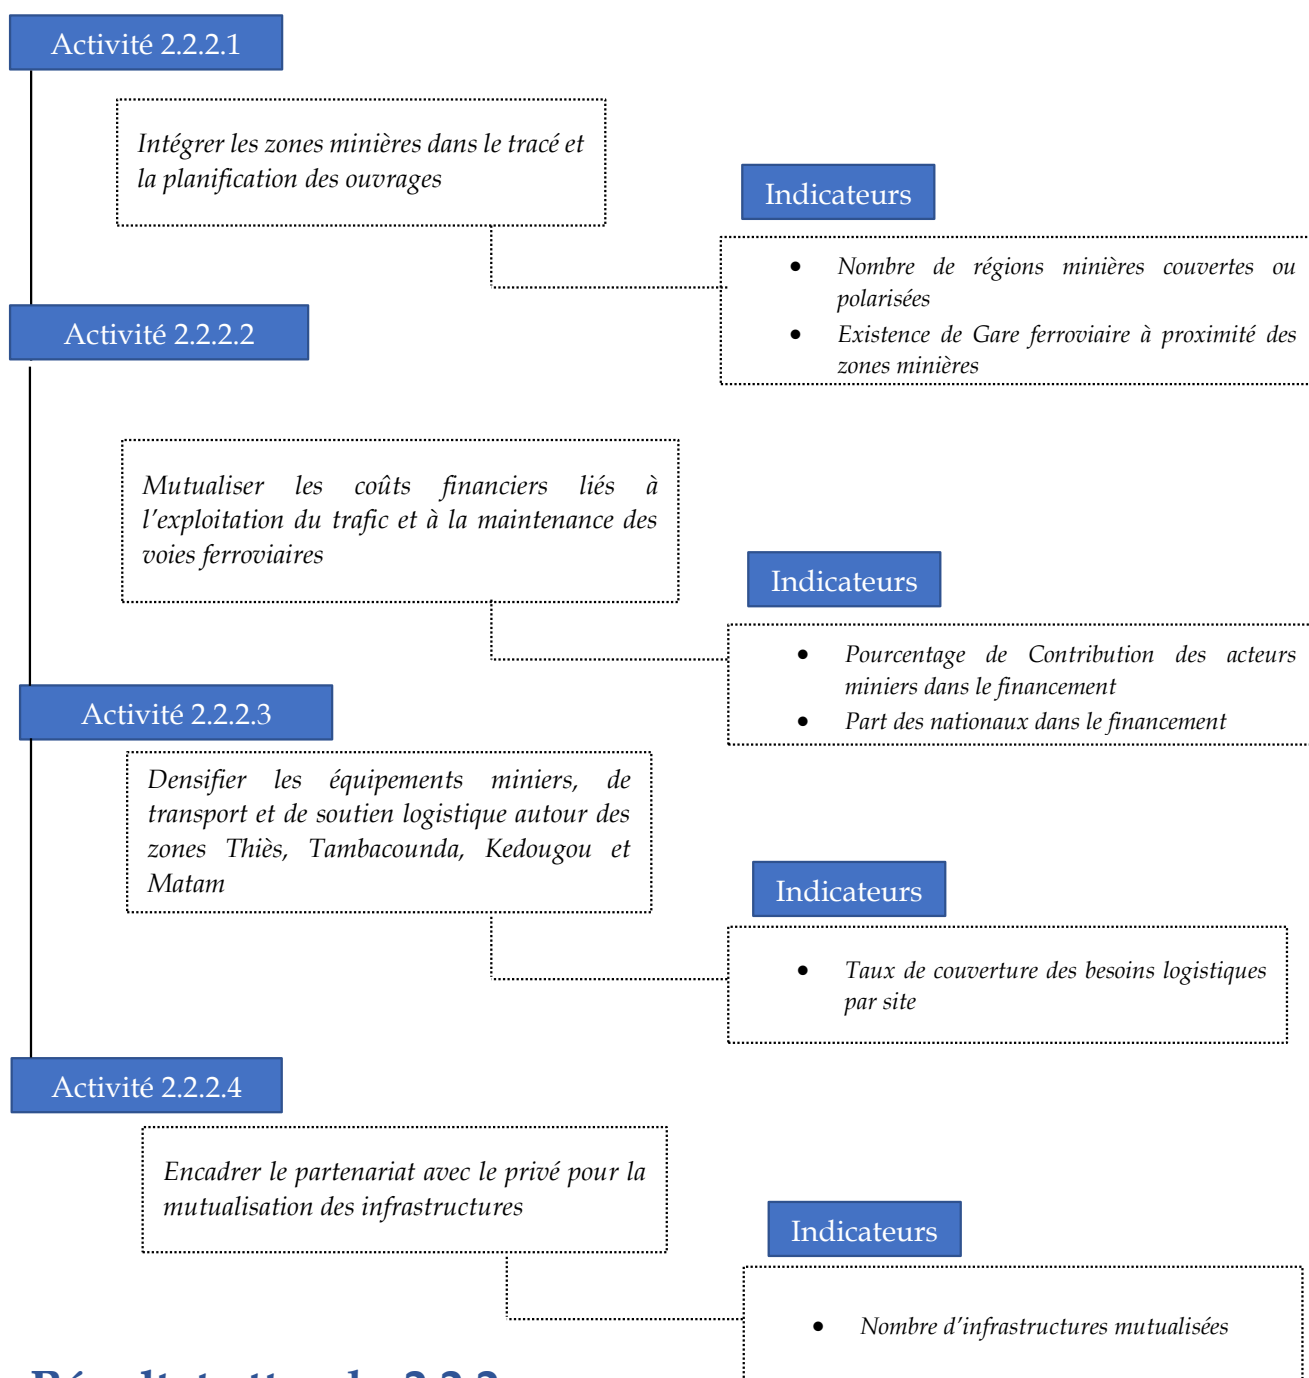 Activité 2.2.2.1
Intégrer les zones minières dans le tracé et
la planification des ouvrages
Indicateurs
• Nombre de régions minières couvertes ou
polarisées
• Existence de Gare ferroviaire à proximité des
zones minières
Activité 2.2.2.2
Mutualiser les coûts financiers liés à
l’exploitation du trafic et à la maintenance des
voies ferroviaires
Indicateurs
• Pourcentage de Contribution des acteurs
miniers dans le financement
• Part des nationaux dans le financement
Activité 2.2.2.3
Densifier les équipements miniers, de
transport et de soutien logistique autour des
zones Thiès, Tambacounda, Kedougou et
Matam
Indicateurs
• Taux de couverture des besoins logistiques
par site
Activité 2.2.2.4
Encadrer le partenariat avec le privé pour la
mutualisation des infrastructures
Indicateurs
• Nombre d’infrastructures mutualisées